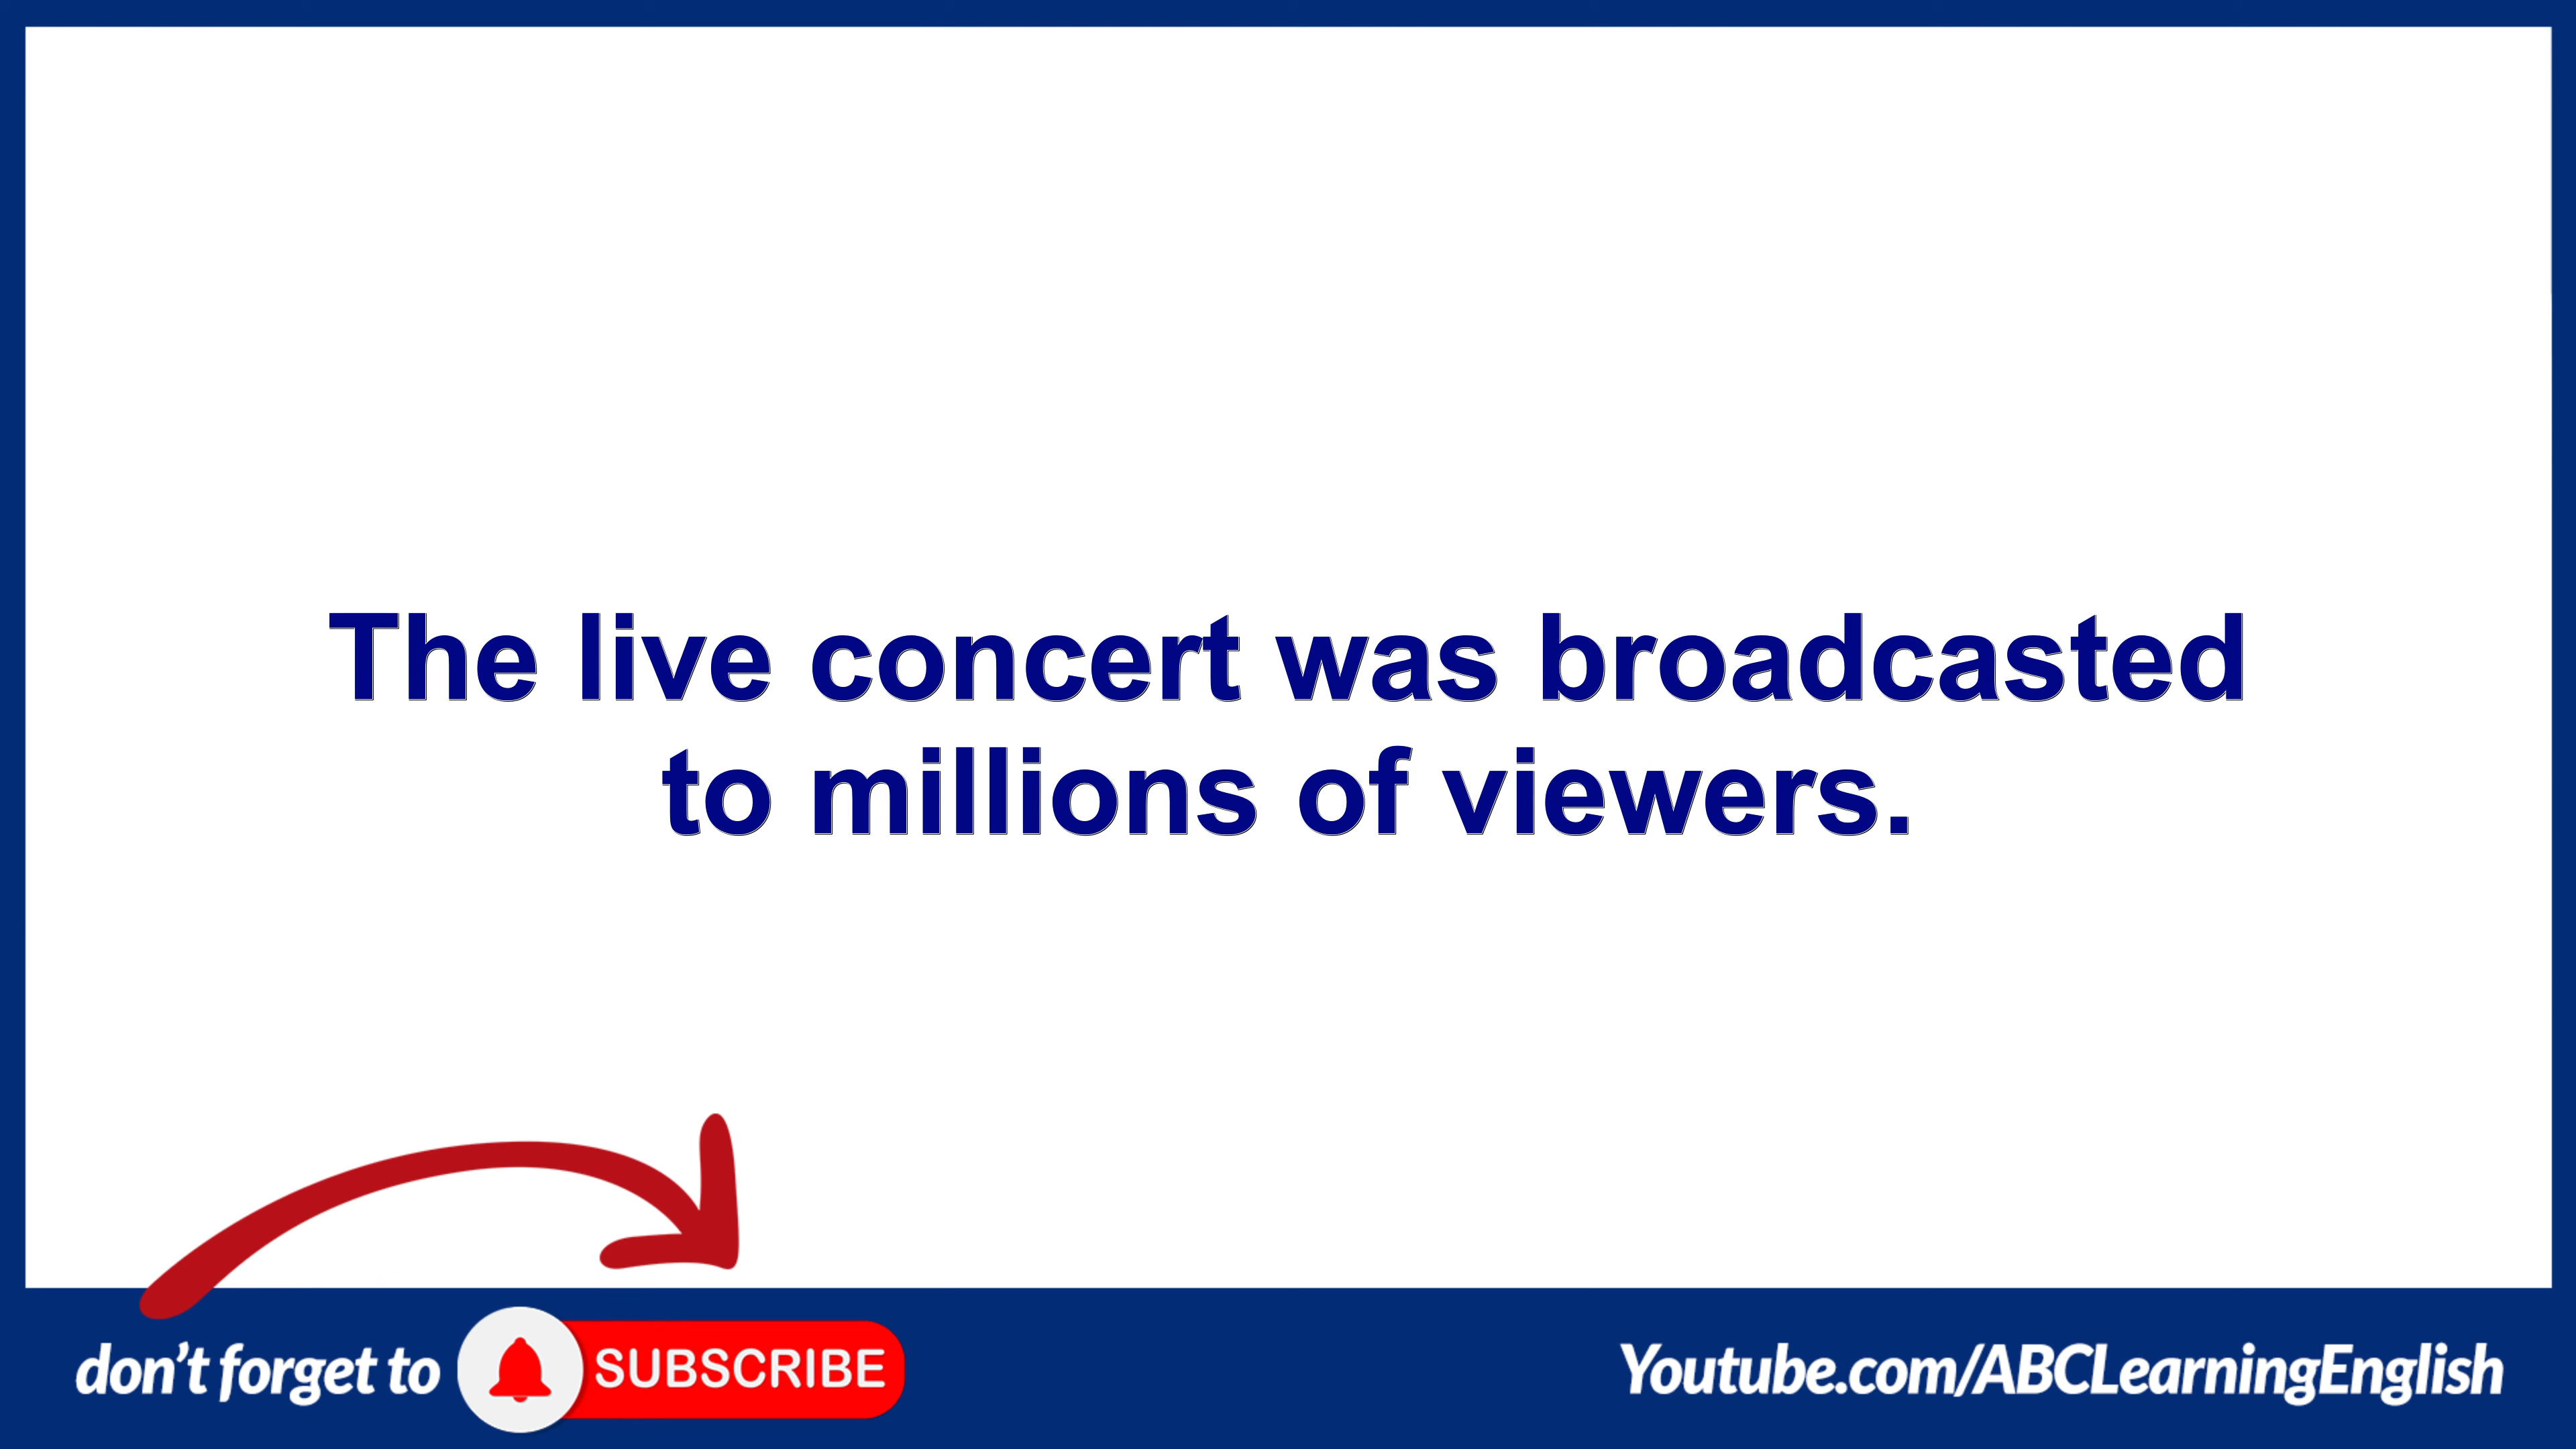 The live concert was broadcasted
to millions of viewers.
don't forget to SUBSCRIBE
Youtube.com/ABCLearningEnglish